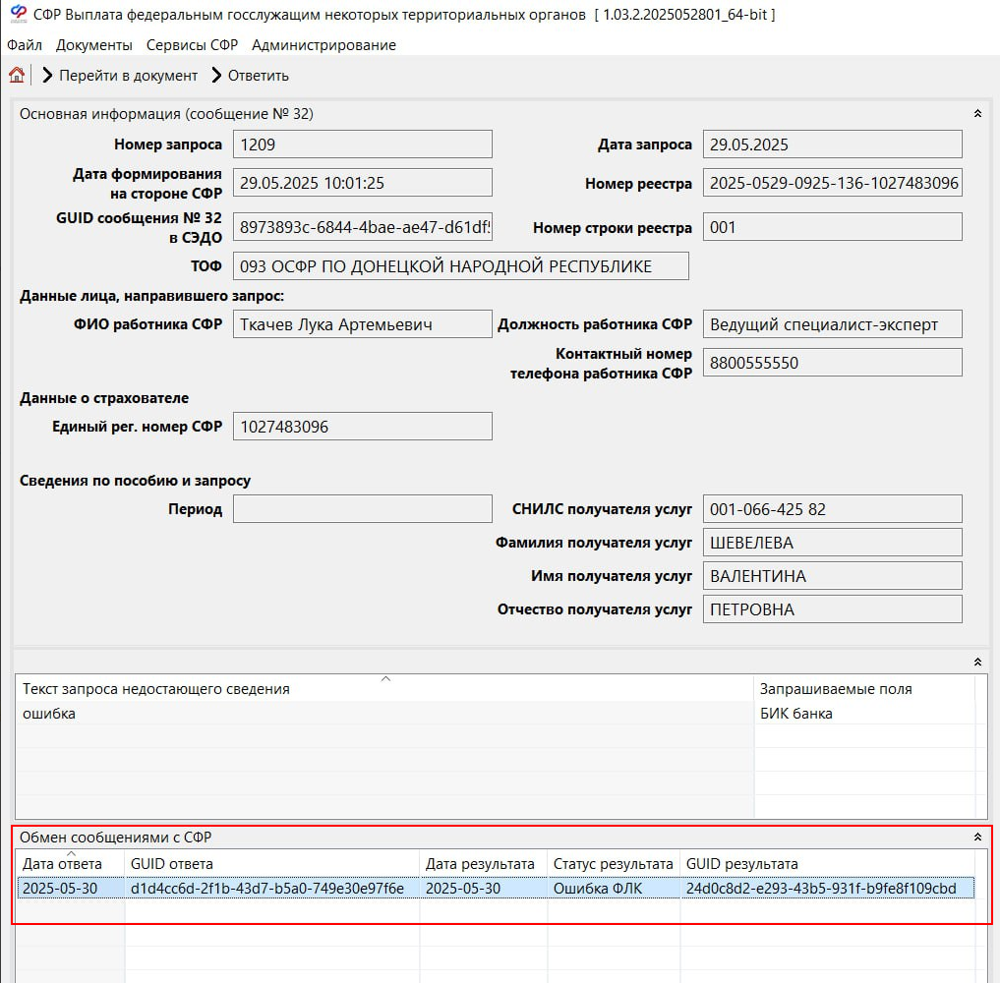 СФР Выплата федеральным госслужащим некоторых территориальных органов [ 1.03.2.2025052801_64-bit ]
Файл Документы Сервисы СФР Администрирование
Перейти в документ Ответить
Основная информация (сообщение № 32)
Номер запроса 1209 Дата запроса 29.05.2025
Дата формирования
на стороне СФР 29.05.2025 10:01:25 Номер реестра 2025-0529-0925-136-1027483096
GUID сообщения № 32
в СЭДО 8973893c-6844-4bae-ae47-d61df Номер строки реестра 001
ТОФ 093 ОСФР ПО ДОНЕЦКОЙ НАРОДНОЙ РЕСПУБЛИКЕ
Данные лица, направившего запрос:
ФИО работника СФР Ткачев Лука Артемьевич Должность работника СФР Ведущий специалист-эксперт
Контактный номер
телефона работника СФР 8800555550
Данные о страхователе
Единый рег. номер СФР 1027483096
Сведения по пособию и запросу
Период СНИЛС получателя услуг 001-066-425 82
Фамилия получателя услуг ШЕВЕЛЕВА
Имя получателя услуг ВАЛЕНТИНА
Отчество получателя услуг ПЕТРОВНА
Текст запроса недостающего сведения Запрашиваемые поля
ошибка БИК банка
Обмен сообщениями с СФР
Дата ответа GUID ответа Дата результата Статус результата GUID результата
2025-05-30 d1d4cc6d-2f1b-43d7-b5a0-749e30e97f6e 2025-05-30 Ошибка ФЛК 24d0c8d2-e293-43b5-931f-b9fe8f109cbd